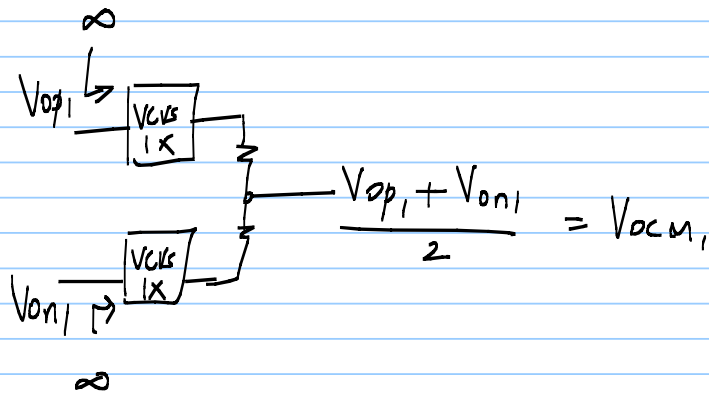 ∞
Vop1
VCVS
1X
Vop1 + Von1
2
= VOCM1
VCVS
1X
Von1
∞